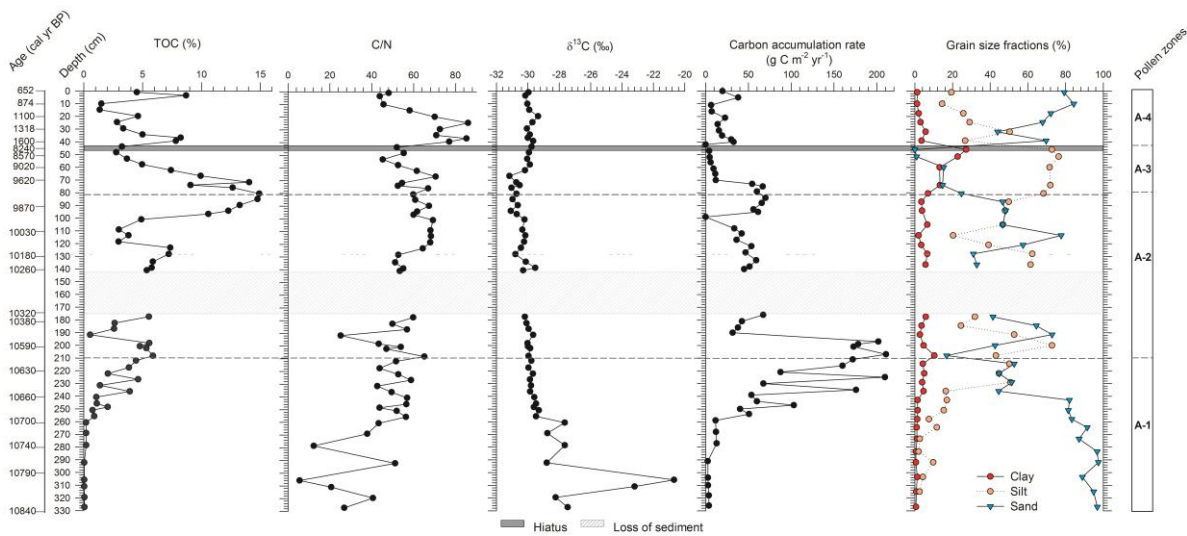 Age (cal yr BP)
Depth (cm)
TOC (%)
C/N
δ¹³C (‰)
Carbon accumulation rate
(g C m⁻² yr⁻¹)
Grain size fractions (%)
Pollen zones
0 5 10 15
0 20 40 60 80
-32 -30 -28 -26 -24 -22 -20
0 50 100 150 200
0 20 40 60 80 100
652 0
874 10
1100 20
1318 30
1640 40
8240 50
8570
9020 60
9620 70
80
9870 90
100
10030 110
120
10180 130
10260 140
150
160
170
10320 180
10380
190
10590 200
210
10630 220
230
10660 240
250
10700 260
270
10740 280
290
10790 300
310
320
10840 330
A-4
A-3
A-2
A-1
Clay
Silt
Sand
Hiatus
Loss of sediment